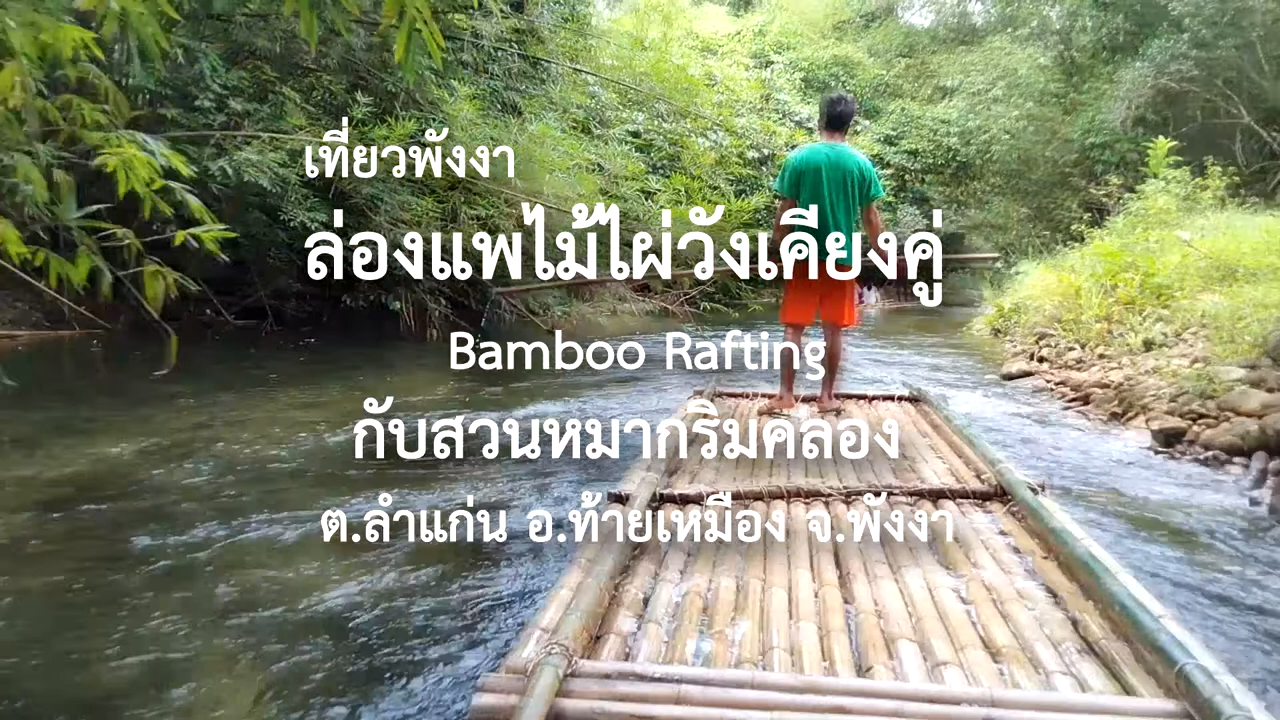 เที่ยวพังงา
ล่องแพไม้ไผ่วังเคียงคู่
Bamboo Rafting
กับสวนหมากริมคลอง
ต.ลำแก่น อ.ท้ายเหมือง จ.พังงา